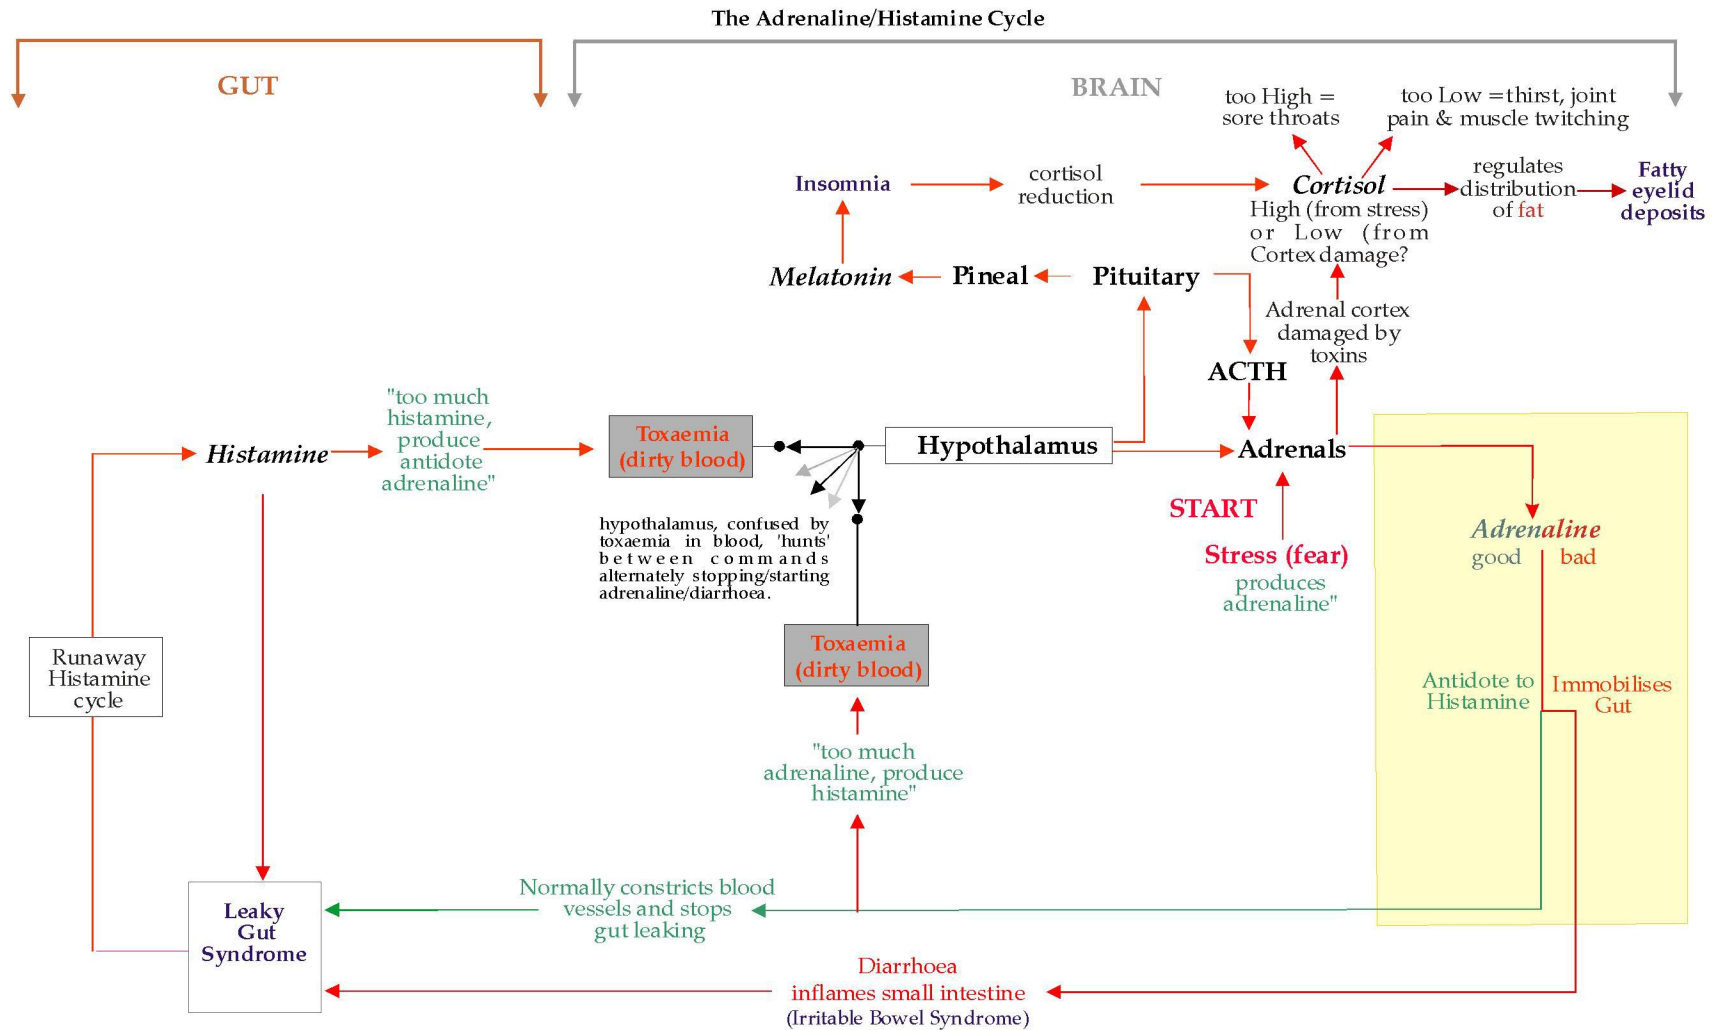 The Adrenaline/Histamine Cycle
GUT
BRAIN
too High =
sore throats
too Low =thirst, joint
pain & muscle twitching
Insomnia
cortisol
reduction
Cortisol
High (from stress)
or Low (from
Cortex damage?
regulates
distribution
of fat
Fatty
eyelid
deposits
Melatonin
Pineal
Pituitary
Adrenal cortex
damaged by
toxins
ACTH
"too much
histamine,
produce
antidote
adrenaline"
Histamine
Toxaemia
(dirty blood)
Hypothalamus
Adrenals
START
Stress (fear)
produces
adrenaline"
hypothalamus, confused by
toxaemia in blood, 'hunts'
between commands
alternately stopping/starting
adrenaline/diarrhoea.
Adrenaline
good bad
Runaway
Histamine
cycle
Toxaemia
(dirty blood)
Antidote to
Histamine
Immobilises
Gut
"too much
adrenaline, produce
histamine"
Leaky
Gut
Syndrome
Normally constricts blood
vessels and stops
gut leaking
Diarrhoea
inflames small intestine
(Irritable Bowel Syndrome)